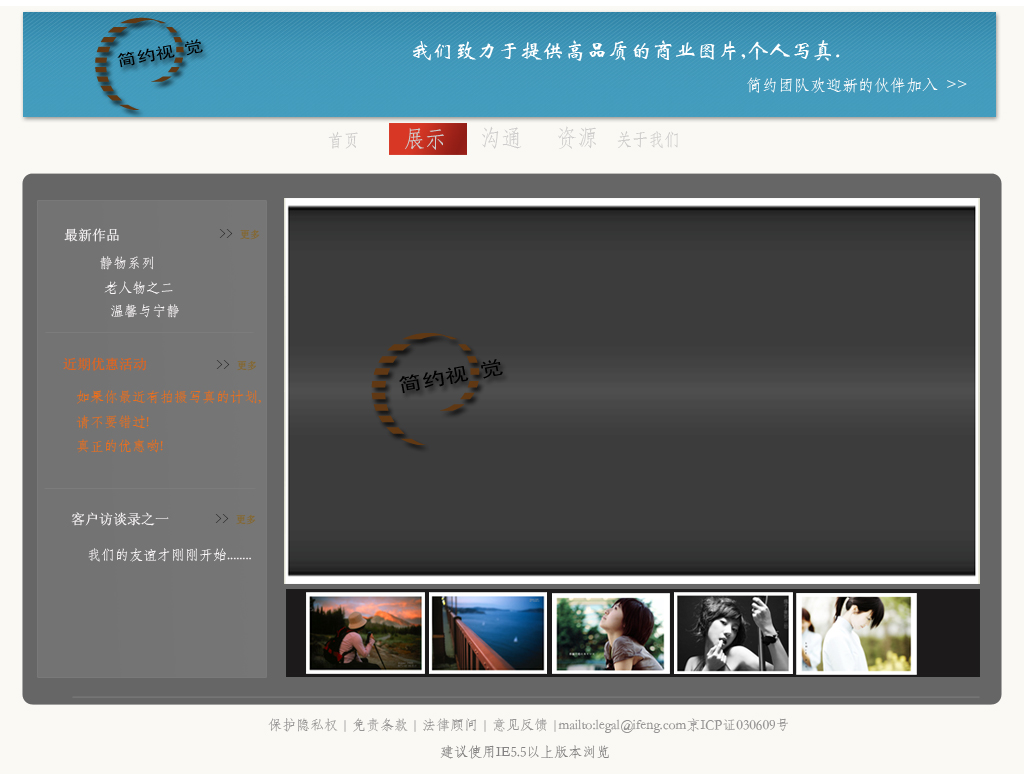 简约视觉
我们致力于提供高品质的商业图片,个人写真.
简约团队欢迎新的伙伴加入 >>
首页 展示 沟通 资源 关于我们
最新作品 >> 更多
静物系列
老人物之二
温馨与宁静
近期优惠活动 >> 更多
如果你最近有拍摄写真的计划,
请不要错过!
真正的优惠哟!
客户访谈录之一 >> 更多
我们的友谊才刚刚开始........
简约视觉
保护隐私权 | 免责条款 | 法律顾问 | 意见反馈 |mailto:legal@ifeng.com京ICP证030609号
建议使用IE5.5以上版本浏览